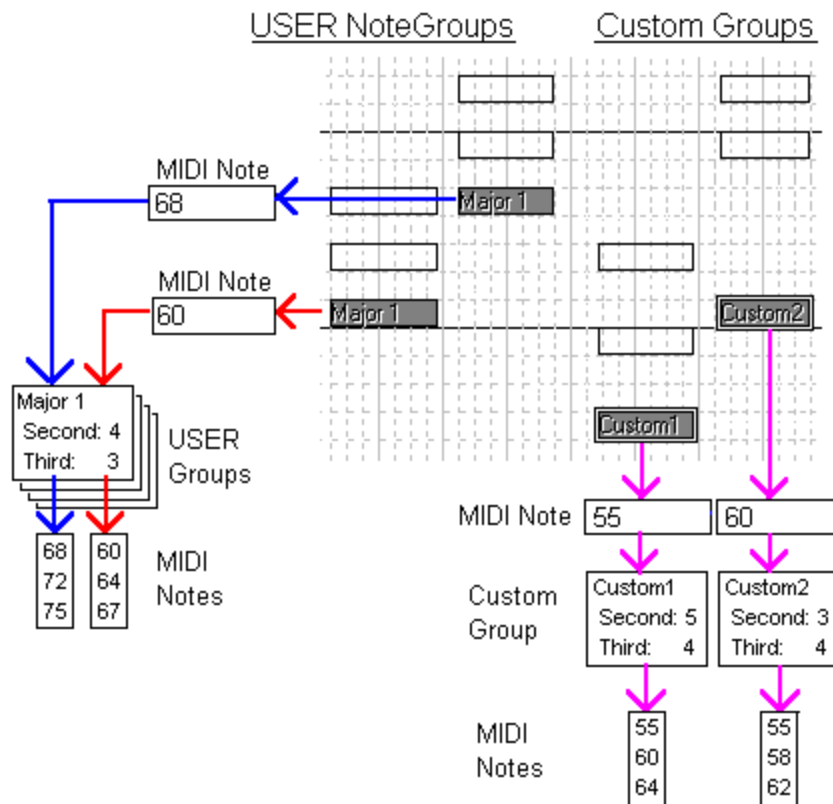 USER NoteGroups
Custom Groups
MIDI Note
68
Major 1
MIDI Note
60
Major 1
Custom2
Major 1
Second: 4
Third: 3
USER
Groups
Custom1
MIDI Note
55
60
68
72
75
60
64
67
MIDI
Notes
Custom
Group
Custom1
Second: 5
Third: 4
Custom2
Second: 3
Third: 4
MIDI
Notes
55
60
64
55
58
62